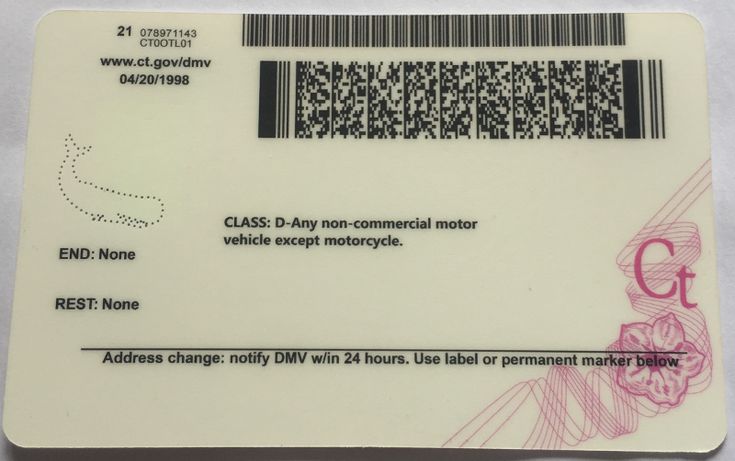 21 078971143
CT0OTL01
www.ct.gov/dmv
04/20/1998
CLASS: D-Any non-commercial motor
vehicle except motorcycle.
END: None
REST: None
Ct
Address change: notify DMV w/in 24 hours. Use label or permanent marker below